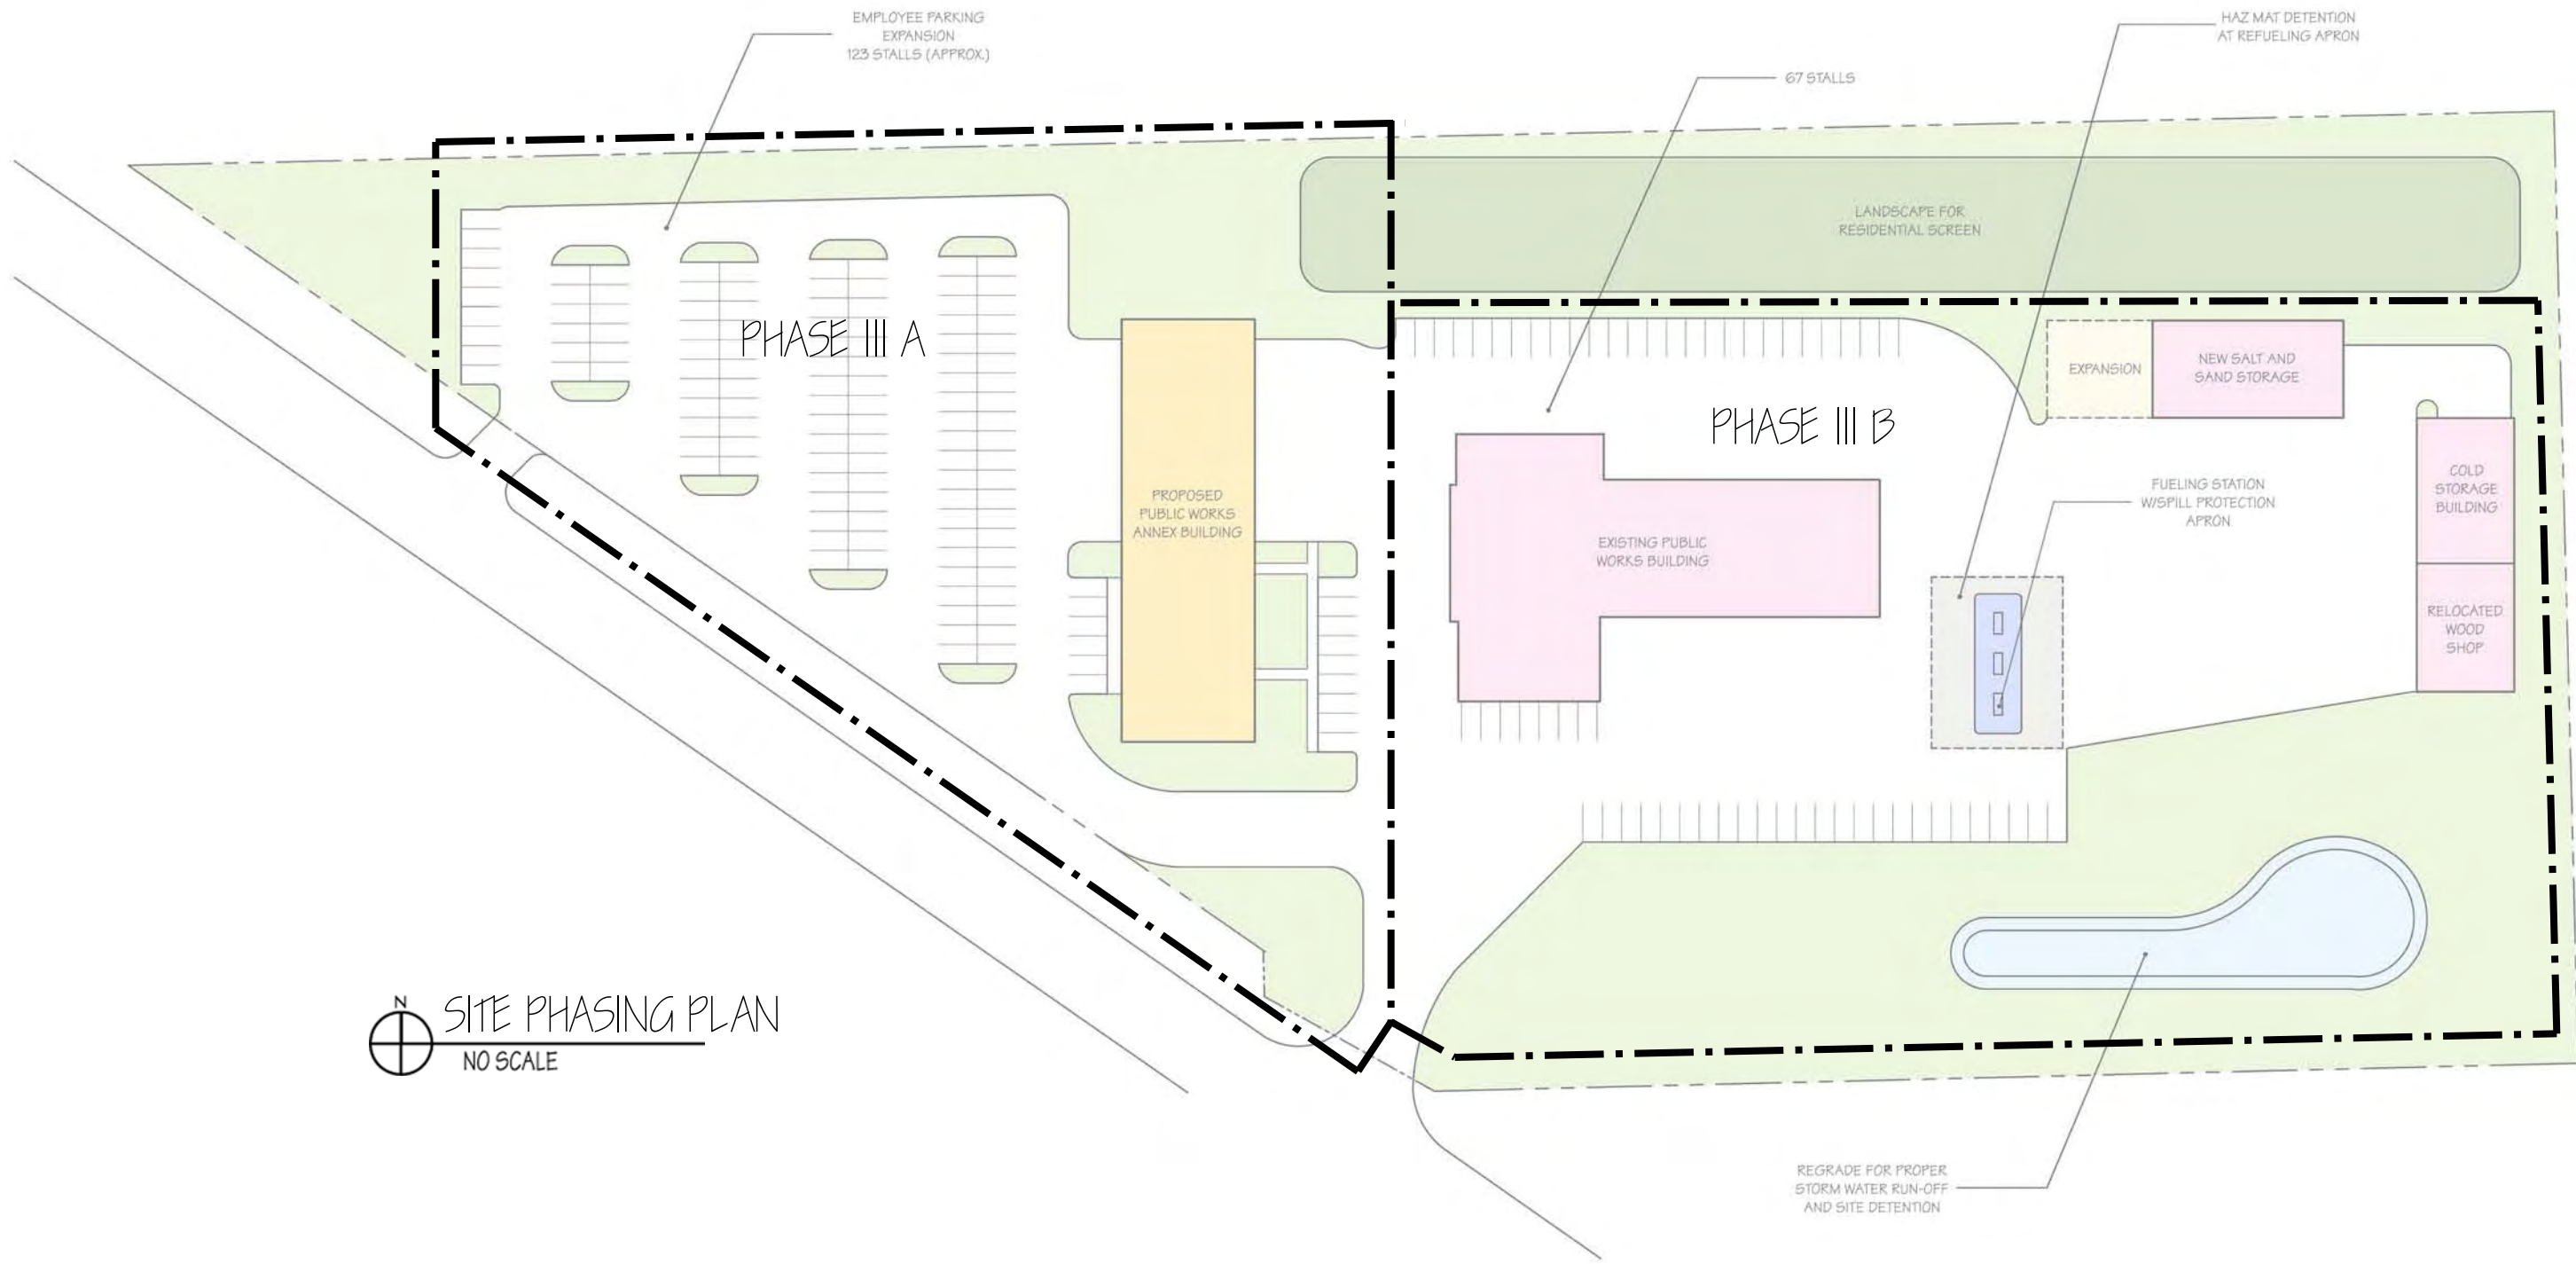 EMPLOYEE PARKING
EXPANSION
123 STALLS (APPROX.)
HAZ MAT DETENTION
AT REFUELING APRON
67 STALLS
LANDSCAPE FOR
RESIDENTIAL SCREEN
PHASE III A
EXPANSION
NEW SALT AND
SAND STORAGE
PHASE III B
COLD
STORAGE
BUILDING
FUELING STATION
W/SPILL PROTECTION
APRON
PROPOSED
PUBLIC WORKS
ANNEX BUILDING
EXISTING PUBLIC
WORKS BUILDING
RELOCATED
WOOD
SHOP
N
SITE PHASING PLAN
NO SCALE
REGRADE FOR PROPER
STORM WATER RUN-OFF
AND SITE DETENTION